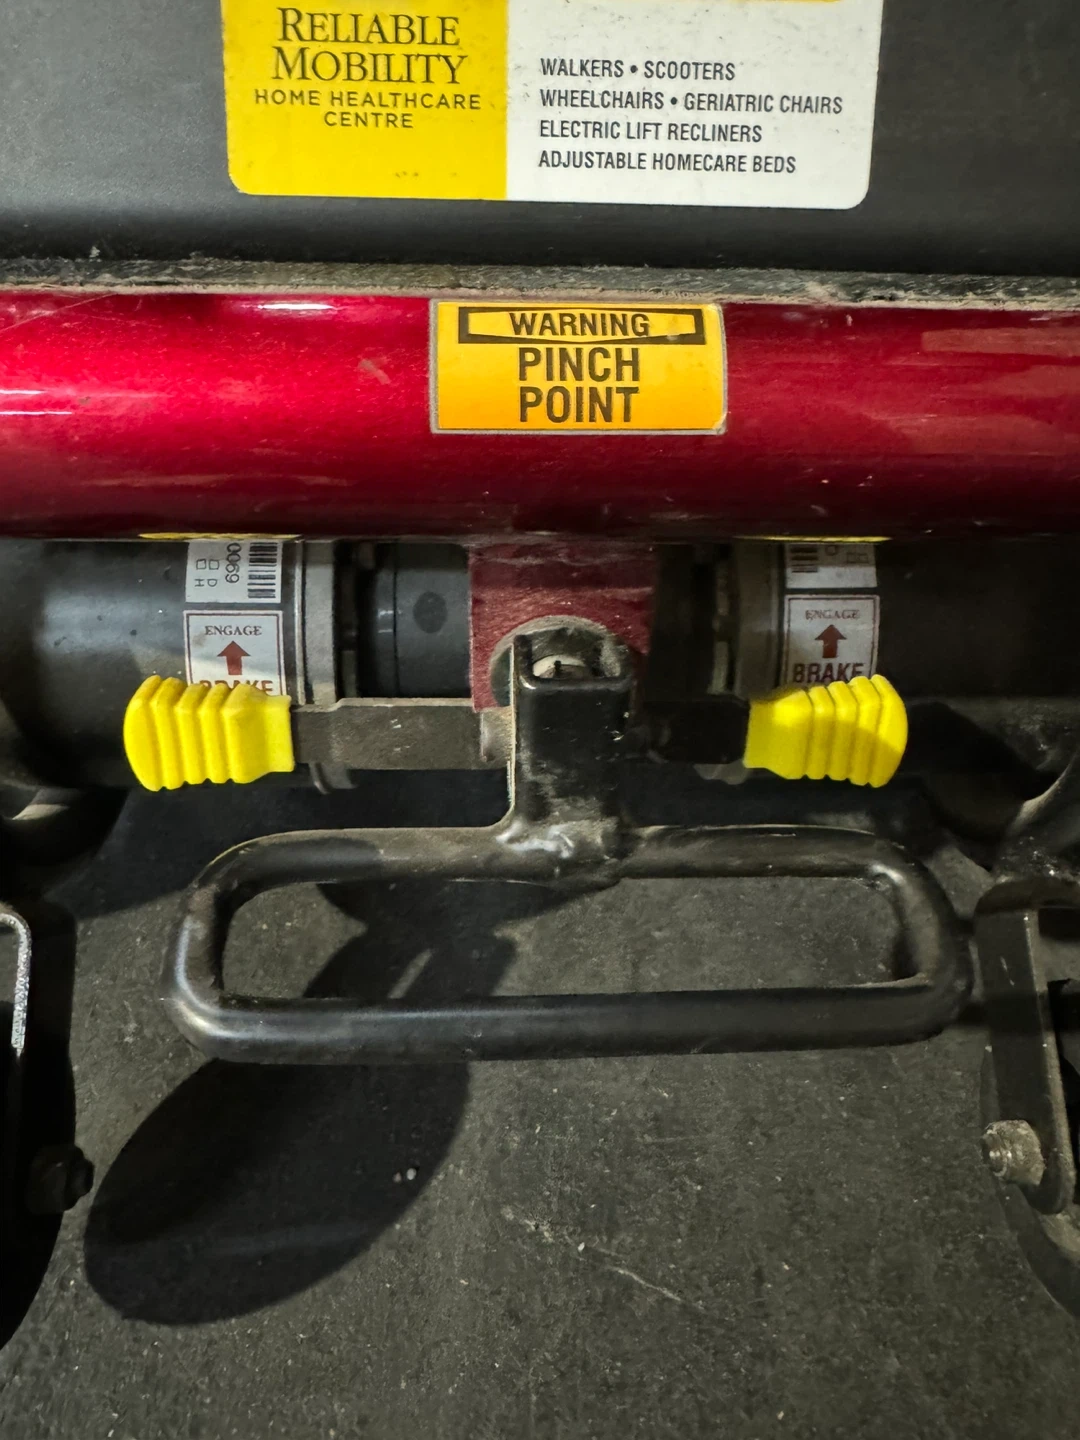 RELIABLE
MOBILITY
HOME HEALTHCARE
CENTRE
WALKERS • SCOOTERS
WHEELCHAIRS • GERIATRIC CHAIRS
ELECTRIC LIFT RECLINERS
ADJUSTABLE HOMECARE BEDS
WARNING
PINCH
POINT
D
H
ENGAGE
BRAKE
ENGAGE
BRAKE